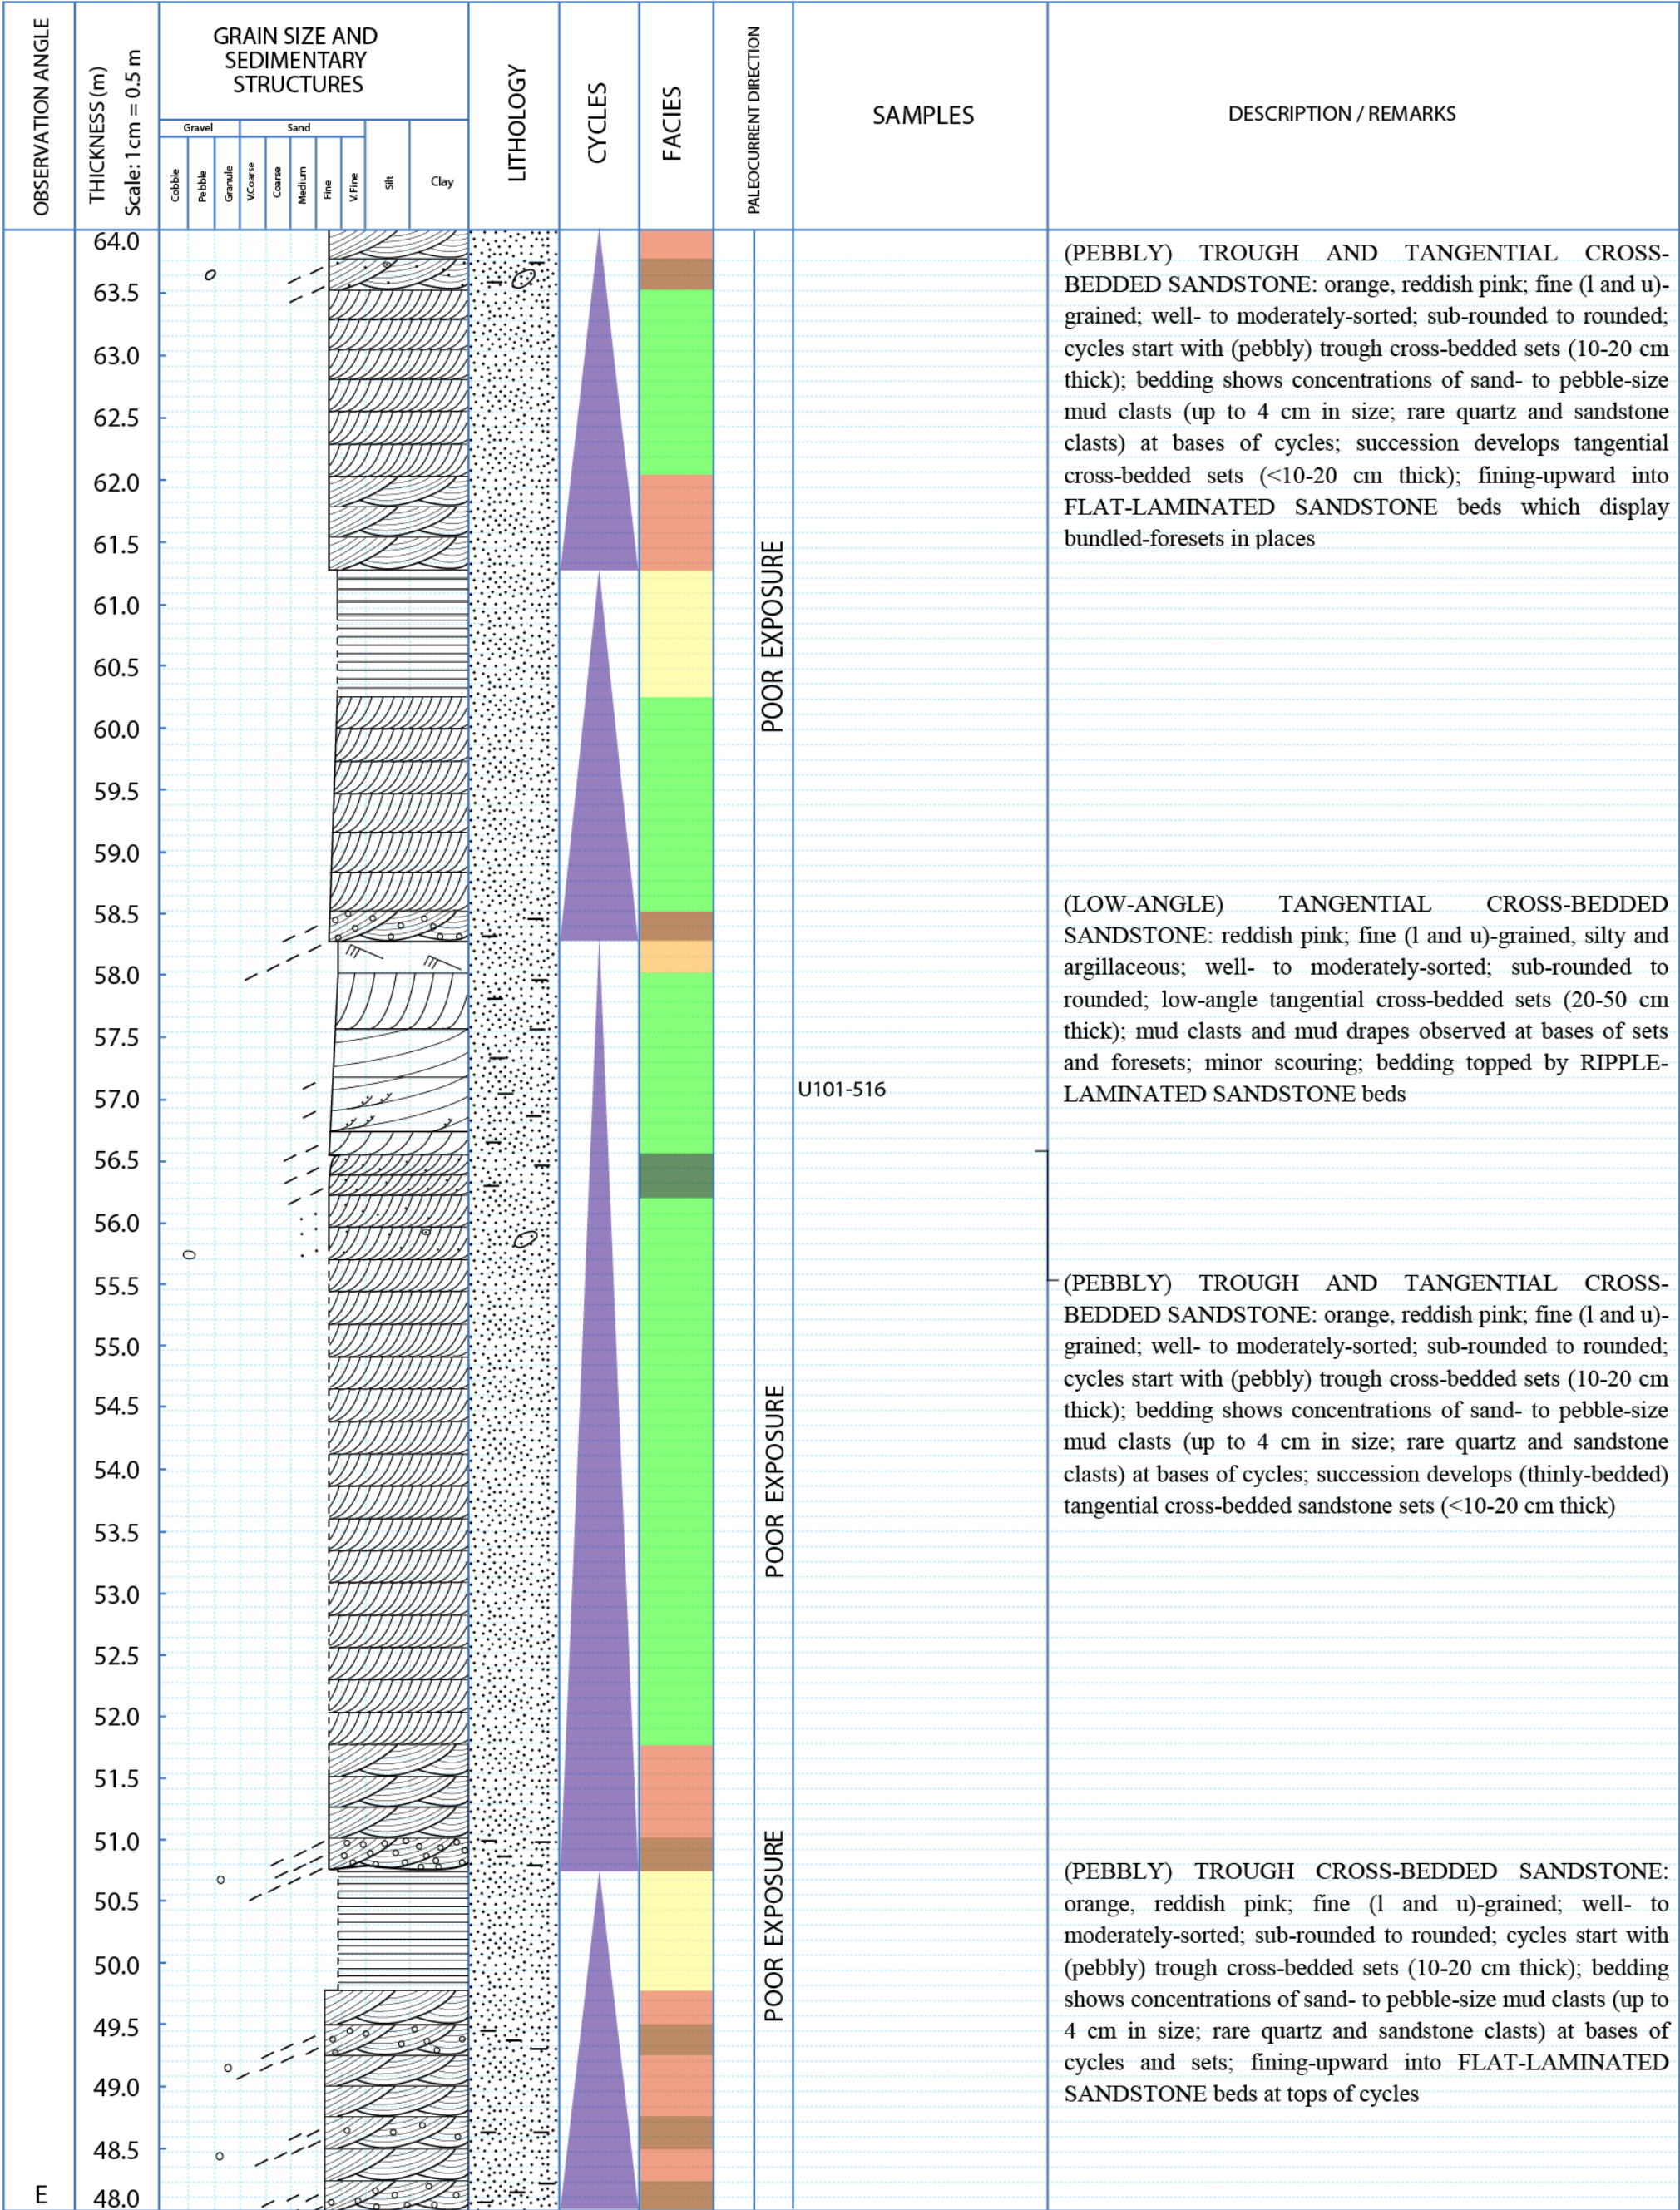 OBSERVATION ANGLE
THICKNESS (m)
Scale: 1cm = 0.5 m
GRAIN SIZE AND
SEDIMENTARY
STRUCTURES
Gravel
Sand
Cobble
Pebble
Granule
V.Coarse
Coarse
Medium
Fine
V.Fine
Silt
Clay
LITHOLOGY
CYCLES
FACIES
PALEOCURRENT DIRECTION
SAMPLES
DESCRIPTION / REMARKS
64.0
63.5
63.0
62.5
62.0
61.5
61.0
60.5
60.0
59.5
59.0
58.5
58.0
57.5
57.0
56.5
56.0
55.5
55.0
54.5
54.0
53.5
53.0
52.5
52.0
51.5
51.0
50.5
50.0
49.5
49.0
48.5
48.0
E
POOR EXPOSURE
POOR EXPOSURE
POOR EXPOSURE
U101-516
(PEBBLY) TROUGH AND TANGENTIAL CROSS-
BEDDED SANDSTONE: orange, reddish pink; fine (l and u)-
grained; well- to moderately-sorted; sub-rounded to rounded;
cycles start with (pebbly) trough cross-bedded sets (10-20 cm
thick); bedding shows concentrations of sand- to pebble-size
mud clasts (up to 4 cm in size; rare quartz and sandstone
clasts) at bases of cycles; succession develops tangential
cross-bedded sets (<10-20 cm thick); fining-upward into
FLAT-LAMINATED SANDSTONE beds which display
bundled-foresets in places
(LOW-ANGLE) TANGENTIAL CROSS-BEDDED
SANDSTONE: reddish pink; fine (l and u)-grained, silty and
argillaceous; well- to moderately-sorted; sub-rounded to
rounded; low-angle tangential cross-bedded sets (20-50 cm
thick); mud clasts and mud drapes observed at bases of sets
and foresets; minor scouring; bedding topped by RIPPLE-
LAMINATED SANDSTONE beds
(PEBBLY) TROUGH AND TANGENTIAL CROSS-
BEDDED SANDSTONE: orange, reddish pink; fine (l and u)-
grained; well- to moderately-sorted; sub-rounded to rounded;
cycles start with (pebbly) trough cross-bedded sets (10-20 cm
thick); bedding shows concentrations of sand- to pebble-size
mud clasts (up to 4 cm in size; rare quartz and sandstone
clasts) at bases of cycles; succession develops (thinly-bedded)
tangential cross-bedded sandstone sets (<10-20 cm thick)
(PEBBLY) TROUGH CROSS-BEDDED SANDSTONE:
orange, reddish pink; fine (l and u)-grained; well- to
moderately-sorted; sub-rounded to rounded; cycles start with
(pebbly) trough cross-bedded sets (10-20 cm thick); bedding
shows concentrations of sand- to pebble-size mud clasts (up to
4 cm in size; rare quartz and sandstone clasts) at bases of
cycles and sets; fining-upward into FLAT-LAMINATED
SANDSTONE beds at tops of cycles